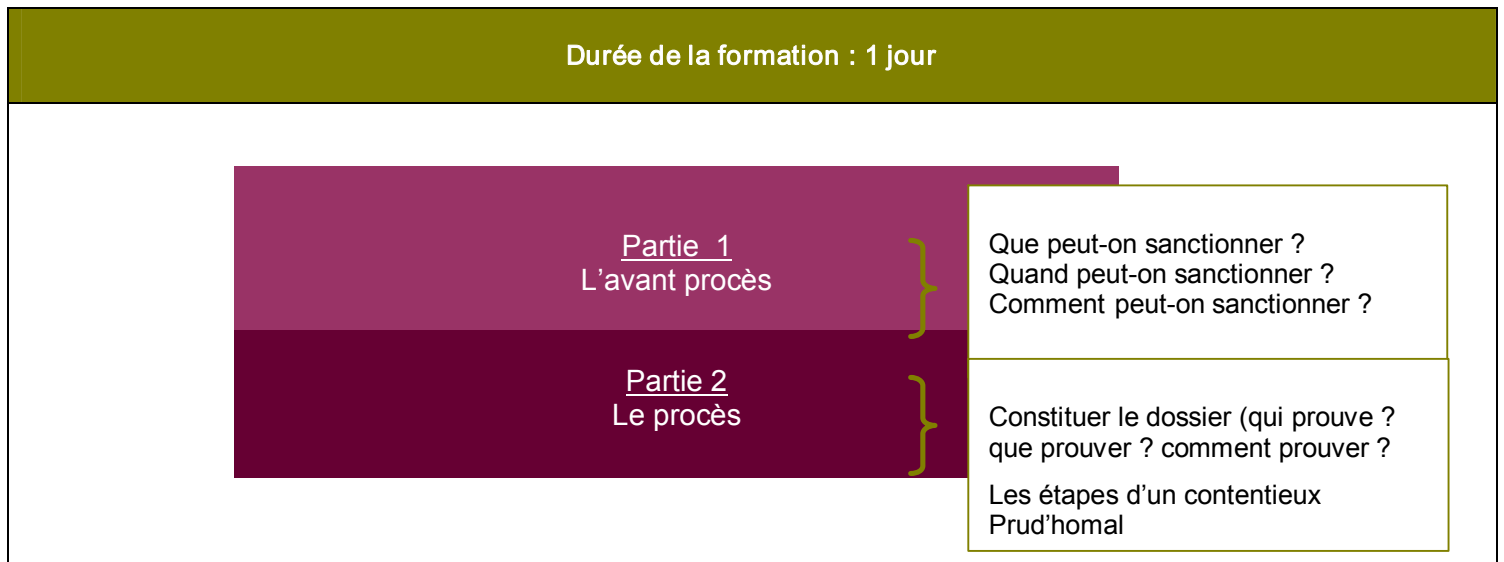 Durée de la formation : 1 jour
Partie 1
L'avant procès
Que peut-on sanctionner ?
Quand peut-on sanctionner ?
Comment peut-on sanctionner ?
Partie 2
Le procès
Constituer le dossier (qui prouve ?
que prouver ? comment prouver ?
Les étapes d'un contentieux
Prud'homal